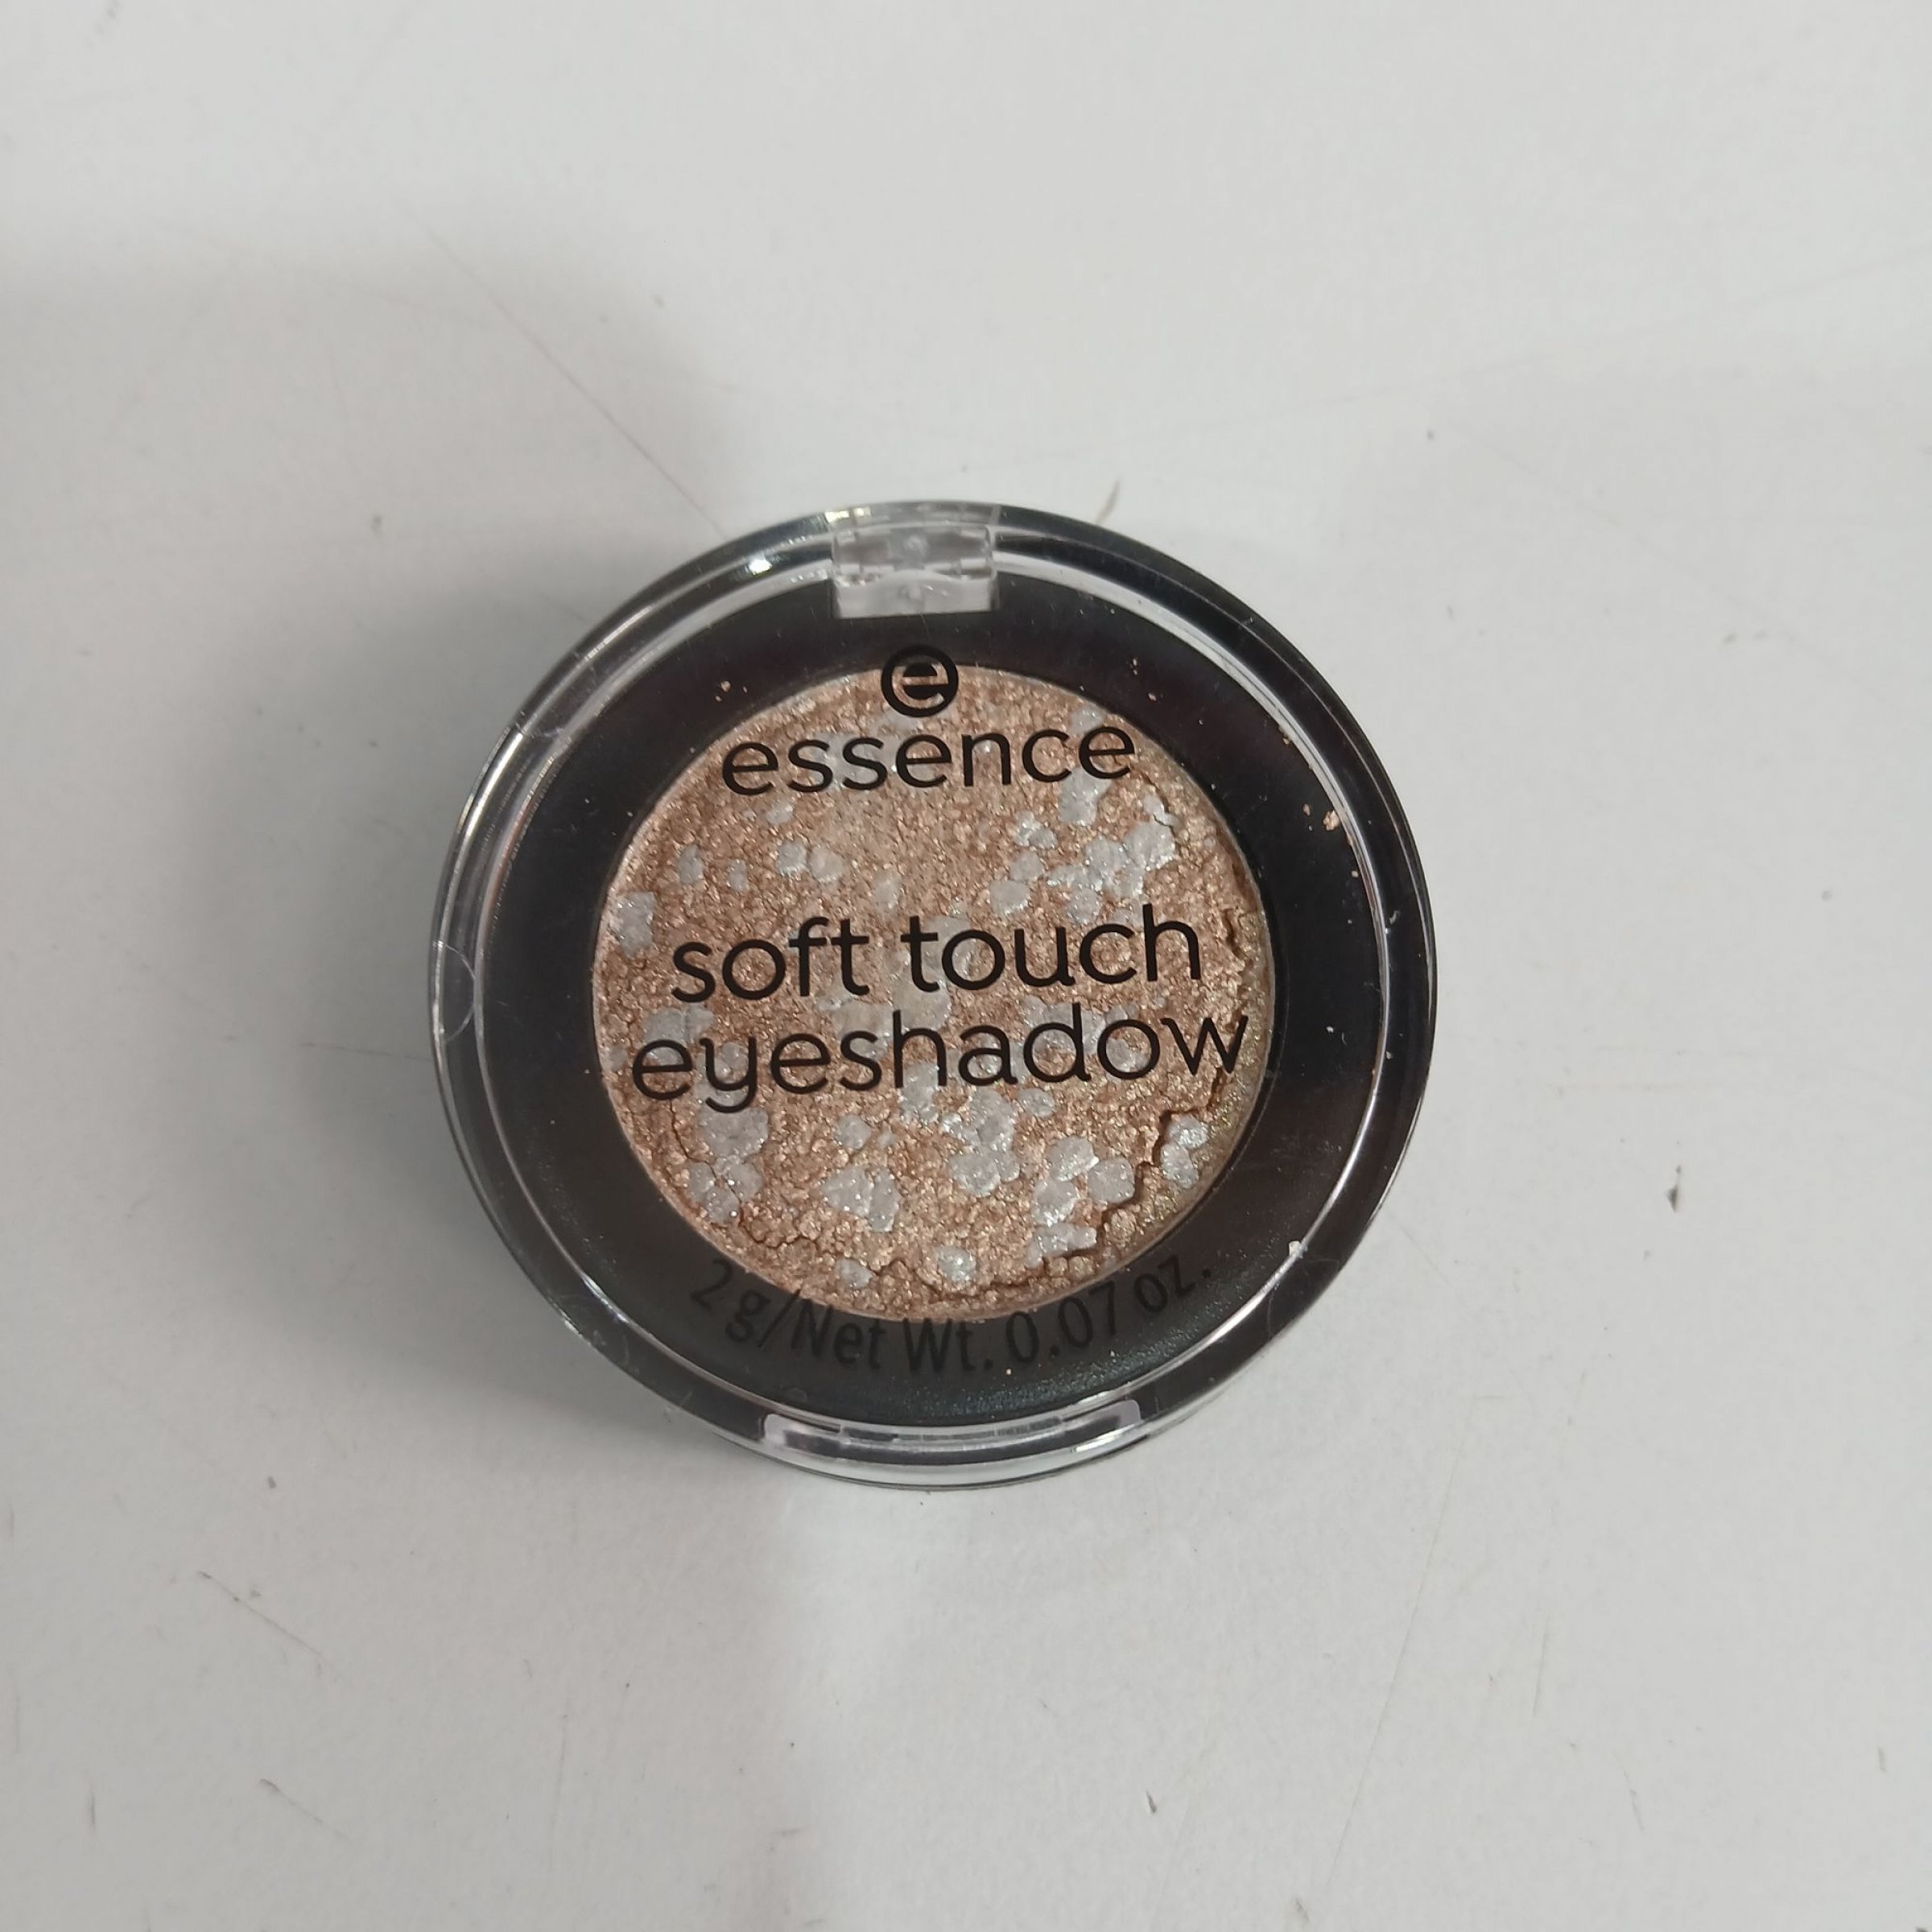 e
essence
soft touch
eyeshadow
2 g/Net Wt. 0.07 oz.